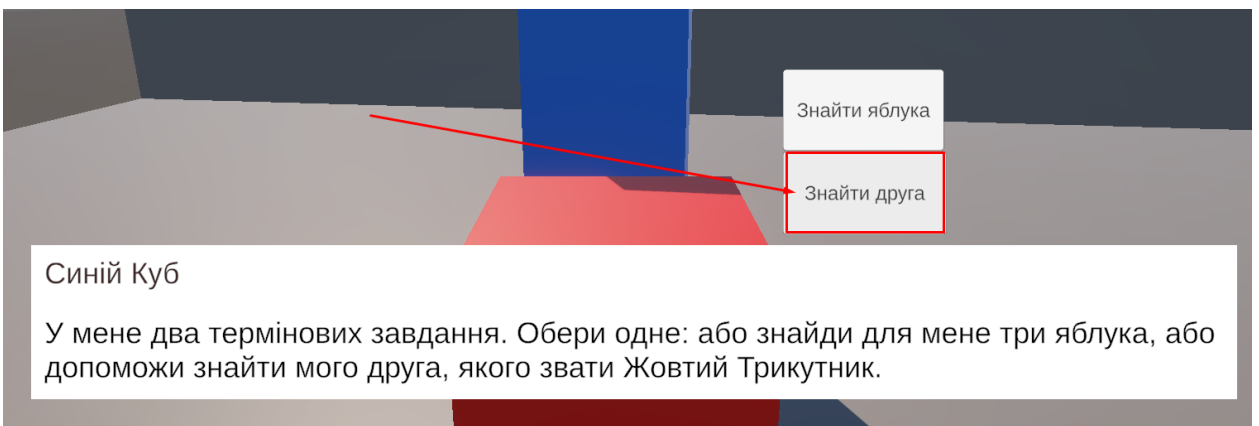 Знайти яблука
Знайти друга
Синій Куб
У мене два термінових завдання. Обери одне: або знайди для мене три яблука, або
допоможи знайти мого друга, якого звати Жовтий Трикутник.